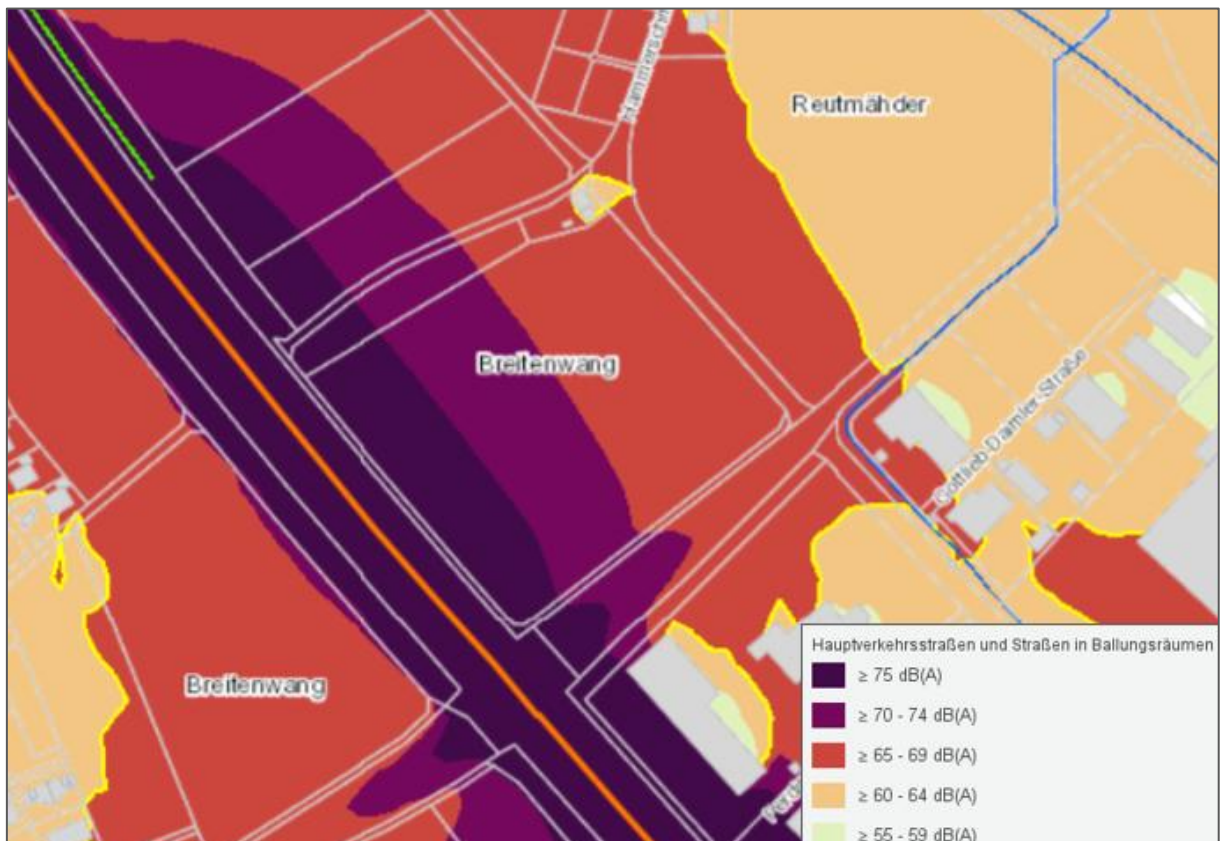 Reutmähder
Breitenwang
Gottlieb-Daimler-Straße
Breitenwang
Hauptverkehrsstraßen und Straßen in Ballungsräumen
≥ 75 dB(A)
≥ 70 - 74 dB(A)
≥ 65 - 69 dB(A)
≥ 60 - 64 dB(A)
≥ 55 - 59 dB(A)